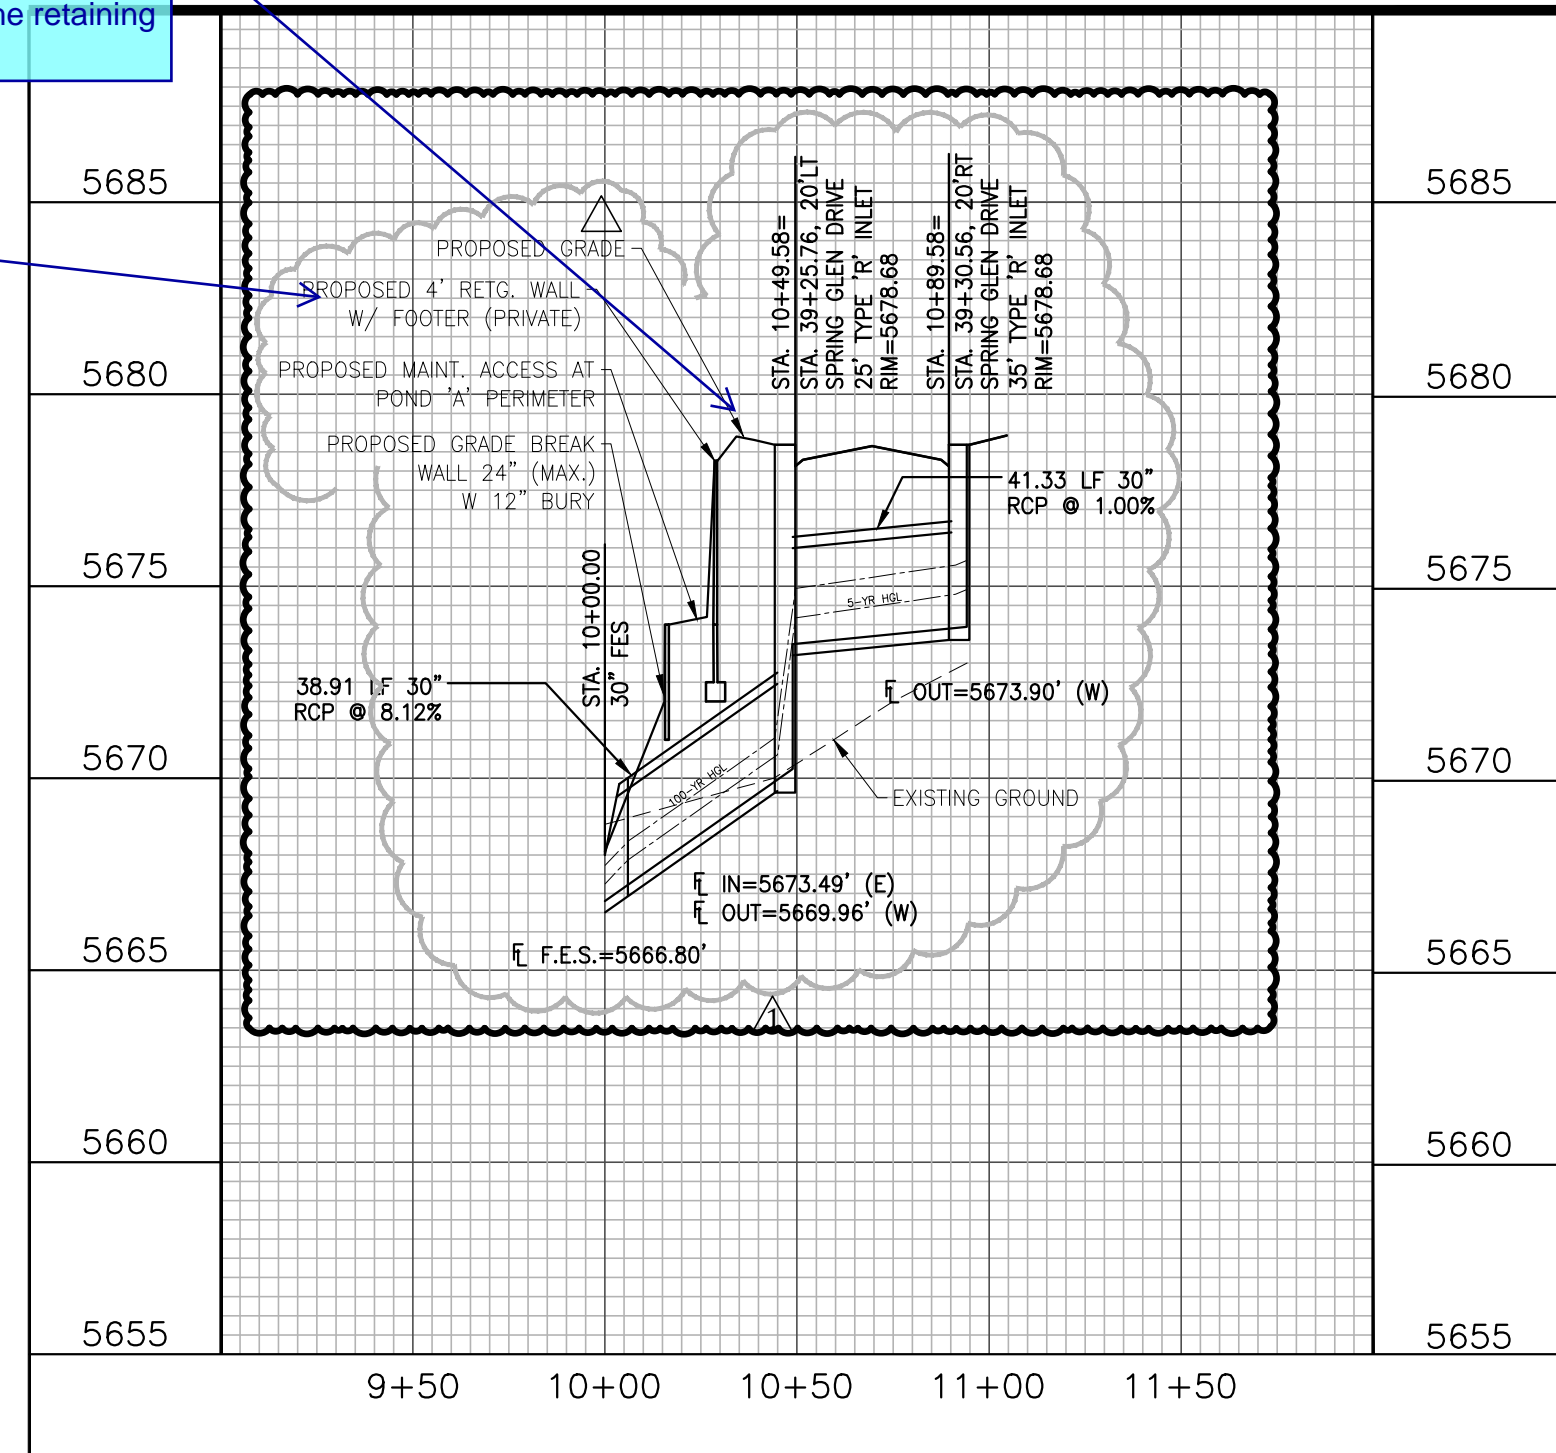 ne retaining
5685
5680
5675
5670
5665
5660
5655
PROPOSED GRADE
PROPOSED 4' RETG. WALL
W/ FOOTER (PRIVATE)
PROPOSED MAINT. ACCESS AT
POND 'A' PERIMETER
PROPOSED GRADE BREAK
WALL 24" (MAX.)
W 12" BURY
STA. 10+00.00
30" FES
38.91 LF 30"
RCP @ 8.12%
STA. 10+49.58=
STA. 39+25.76, 20'LT
SPRING GLEN DRIVE
25' TYPE 'R' INLET
RIM=5678.68
STA. 10+89.58=
STA. 39+30.56, 20'RT
SPRING GLEN DRIVE
35' TYPE 'R' INLET
RIM=5678.68
41.33 LF 30"
RCP @ 1.00%
5-YR HGL
100-YR HGL
FL OUT=5673.90' (W)
EXISTING GROUND
FL IN=5673.49' (E)
FL OUT=5669.96' (W)
FL F.E.S.=5666.80'
1
5685
5680
5675
5670
5665
5660
5655
9+50 10+00 10+50 11+00 11+50